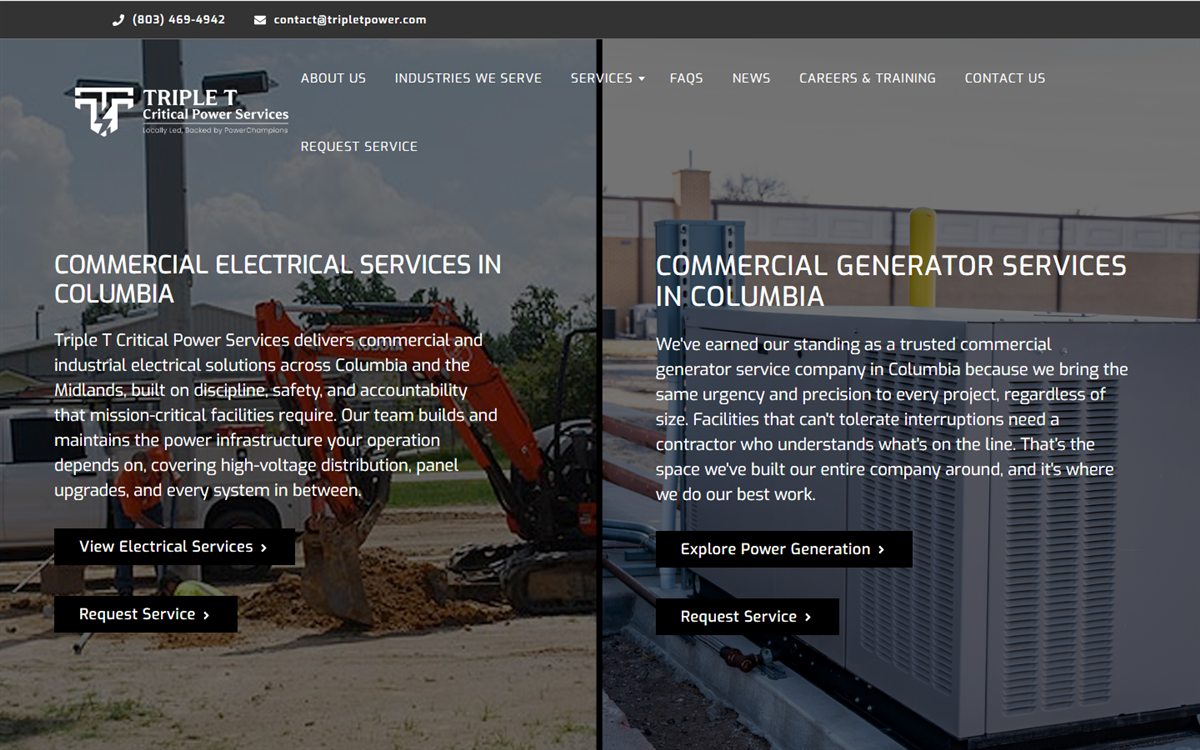 (803) 469-4942
contact@tripletpower.com
TRIPLE T
Critical Power Services
Locally Led, Backed by PowerChampions
ABOUT US
INDUSTRIES WE SERVE
SERVICES
FAQS
NEWS
CAREERS & TRAINING
CONTACT US
REQUEST SERVICE
COMMERCIAL ELECTRICAL SERVICES IN
COLUMBIA
Triple T Critical Power Services delivers commercial and
industrial electrical solutions across Columbia and the
Midlands, built on discipline, safety, and accountability
that mission-critical facilities require. Our team builds and
maintains the power infrastructure your operation
depends on, covering high-voltage distribution, panel
upgrades, and every system in between.
View Electrical Services
Request Service
COMMERCIAL GENERATOR SERVICES
IN COLUMBIA
We've earned our standing as a trusted commercial
generator service company in Columbia because we bring the
same urgency and precision to every project, regardless of
size. Facilities that can't tolerate interruptions need a
contractor who understands what's on the line. That's the
space we've built our entire company around, and it's where
we do our best work.
Explore Power Generation
Request Service
KUBOTA